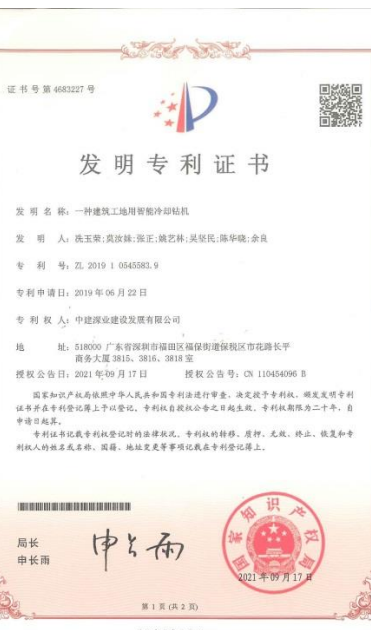 证书号第4683227号
发明专利证书
发 明 名 称：一种建筑工地用智能冷却钻机
发 明 人：冼玉荣;莫汝妹;张正;姚艺林;吴坚民;陈华晓;余良
专 利 号：ZL 2019 1 0545583.9
专利申请日：2019年06月22日
专 利 权 人：中建深业建设发展有限公司
地 址：518000 广东省深圳市福田区福保街道保税区市花路长平
商务大厦 3815、3816、3818 室
授权公告日：2021年09月17日 授权公告号：CN 110454096 B
国家知识产权局依照中华人民共和国专利法进行审查，决定授予专利权，颁发发明专利
证书并在专利登记簿上予以登记。专利权自授权公告之日起生效。专利权期限为二十年，自
申请日起算。
专利证书记载专利权登记时的法律状况。专利权的转移、质押、无效、终止、恢复和专
利权人的姓名或名称、国籍、地址变更等事项记载在专利登记簿上。
局长
申长雨
申长雨
国家知识产权局
2021年09月17日
第 1 页 (共 2 页)